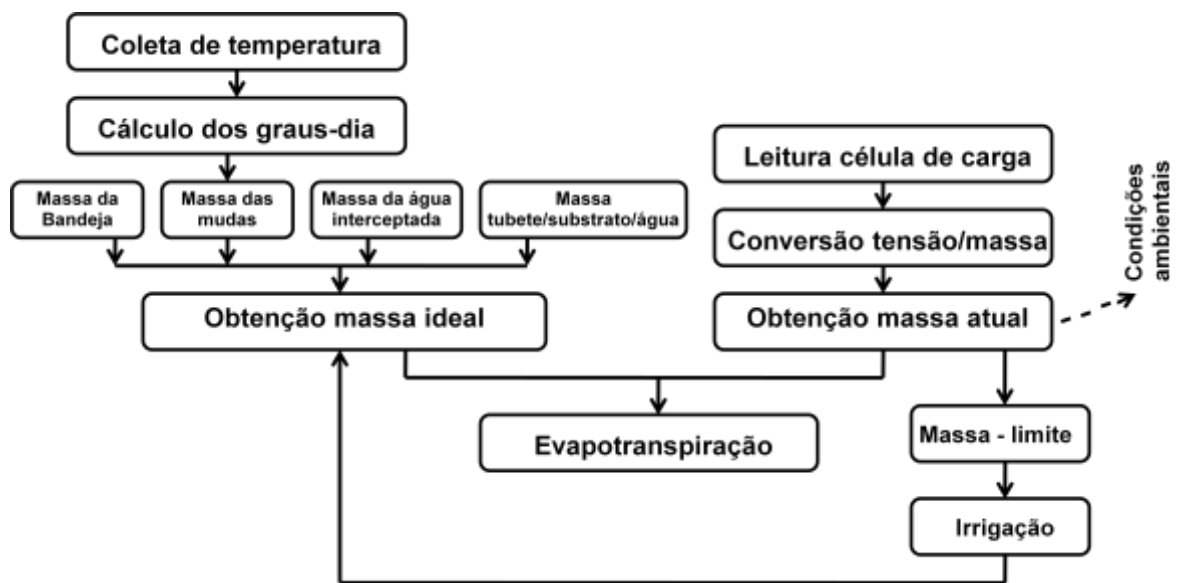 Coleta de temperatura
Cálculo dos graus-dia
Massa da
Bandeja
Massa das
mudas
Massa da água
interceptada
Massa
tubete/substrato/água
Obtenção massa ideal
Leitura célula de carga
Conversão tensão/massa
Obtenção massa atual
Condições
ambientais
Evapotranspiração
Massa - limite
Irrigação